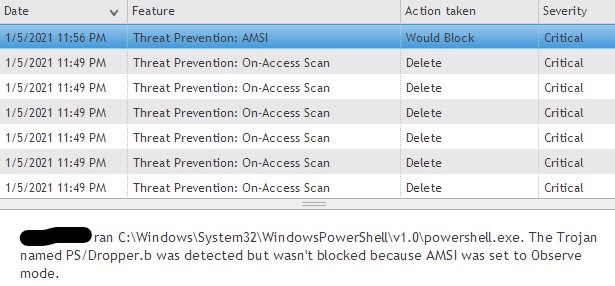 Date Feature Action taken Severity
1/5/2021 11:56 PM Threat Prevention: AMSI Would Block Critical
1/5/2021 11:49 PM Threat Prevention: On-Access Scan Delete Critical
1/5/2021 11:49 PM Threat Prevention: On-Access Scan Delete Critical
1/5/2021 11:49 PM Threat Prevention: On-Access Scan Delete Critical
1/5/2021 11:49 PM Threat Prevention: On-Access Scan Delete Critical
1/5/2021 11:49 PM Threat Prevention: On-Access Scan Delete Critical
1/5/2021 11:49 PM Threat Prevention: On-Access Scan Delete Critical
ran C:\Windows\System32\WindowsPowerShell\v1.0\powershell.exe. The Trojan
named PS/Dropper.b was detected but wasn't blocked because AMSI was set to Observe
mode.